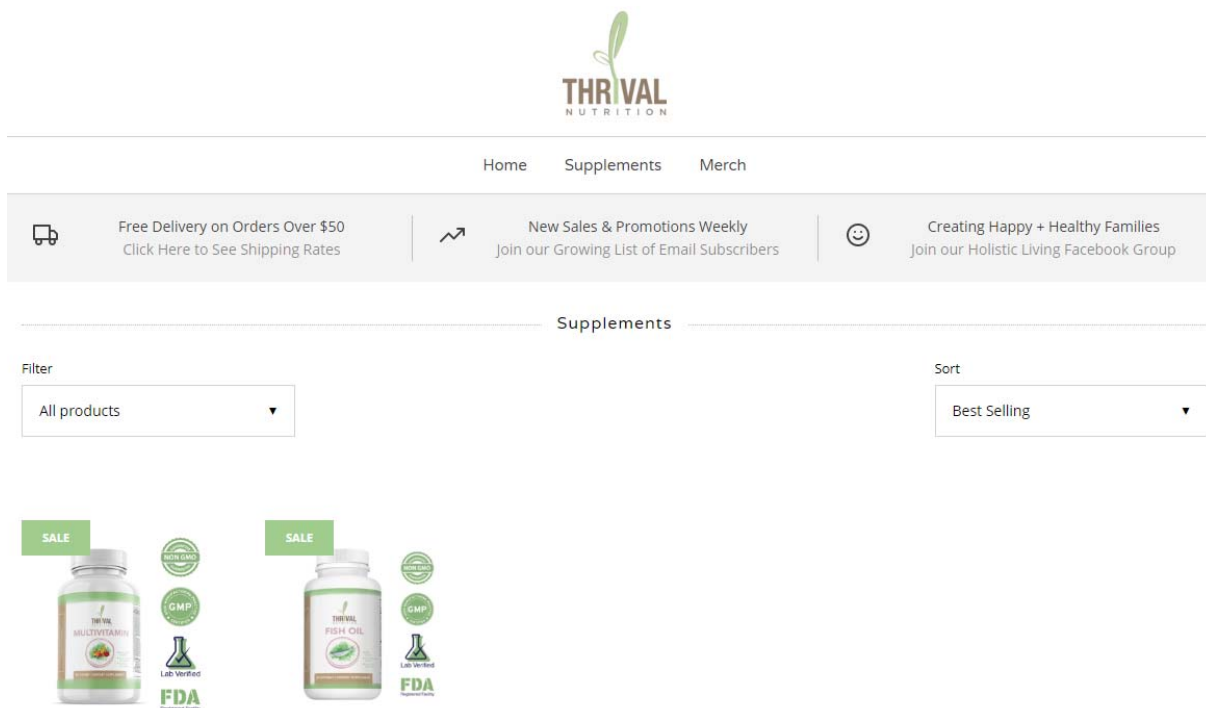 THRIVAL
NUTRITION
Home Supplements Merch
Free Delivery on Orders Over $50
Click Here to See Shipping Rates
New Sales & Promotions Weekly
Join our Growing List of Email Subscribers
Creating Happy + Healthy Families
Join our Holistic Living Facebook Group
Supplements
Filter
All products
Sort
Best Selling
SALE
NON GMO
GMP
Lab Verified
FDA
THRIVAL
MULTIVITAMIN
SALE
NON GMO
GMP
Lab Verified
FDA
THRIVAL
FISH OIL